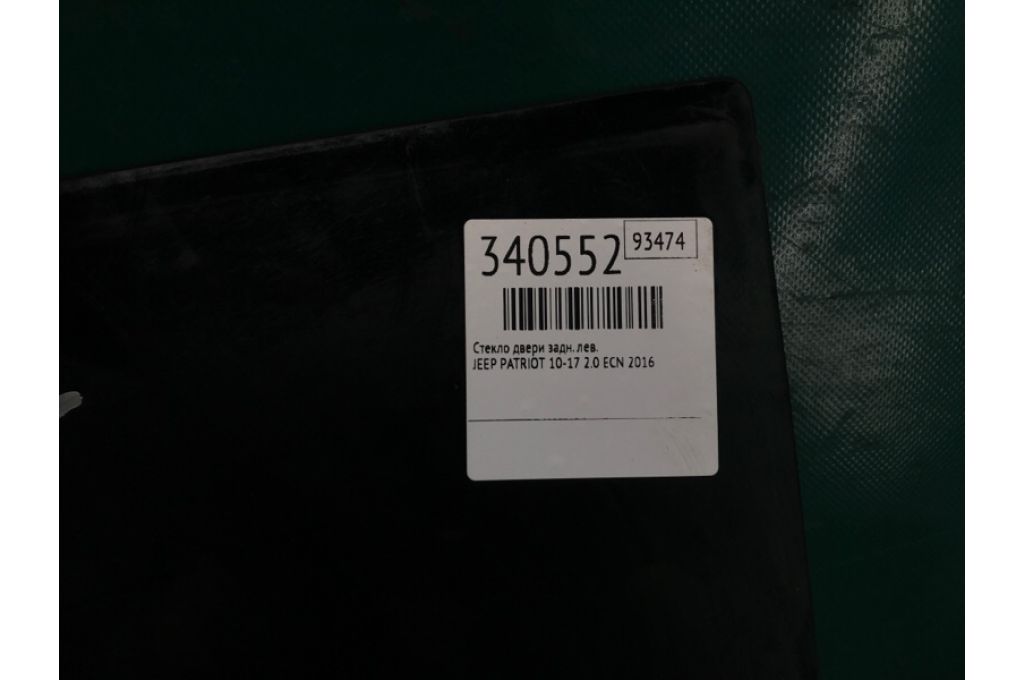 340552 93474
Стекло двери задн. лев.
JEEP PATRIOT 10-17 2.0 ECN 2016